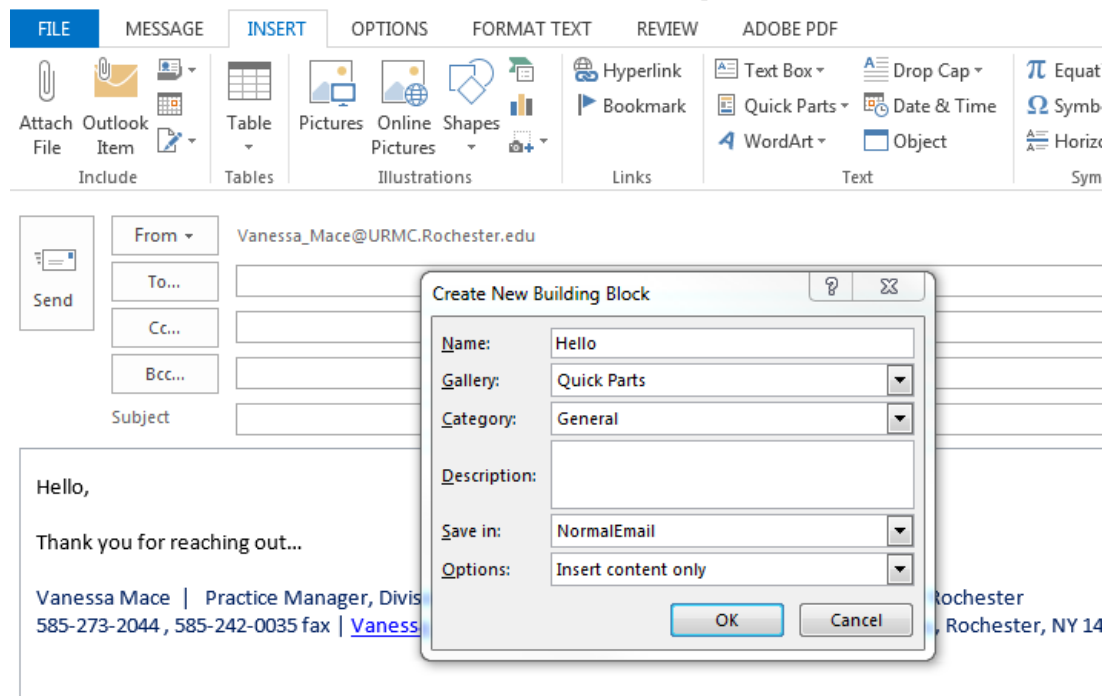 FILE MESSAGE INSERT OPTIONS FORMAT TEXT REVIEW ADOBE PDF
Hyperlink Text Box Drop Cap
Bookmark Quick Parts Date & Time
Attach File Outlook Item Table Pictures Online Pictures Shapes WordArt Object
Include Tables Illustrations Links Text
From Vanessa_Mace@URMC.Rochester.edu
Send
To...
Cc...
Bcc...
Subject
Create New Building Block
Name: Hello
Gallery: Quick Parts
Category: General
Description:
Save in: NormalEmail
Options: Insert content only
OK Cancel
Hello,
Thank you for reaching out...
Vanessa Mace | Practice Manager, Divis Rochester
585-273-2044 , 585-242-0035 fax | Vaness , Rochester, NY 14